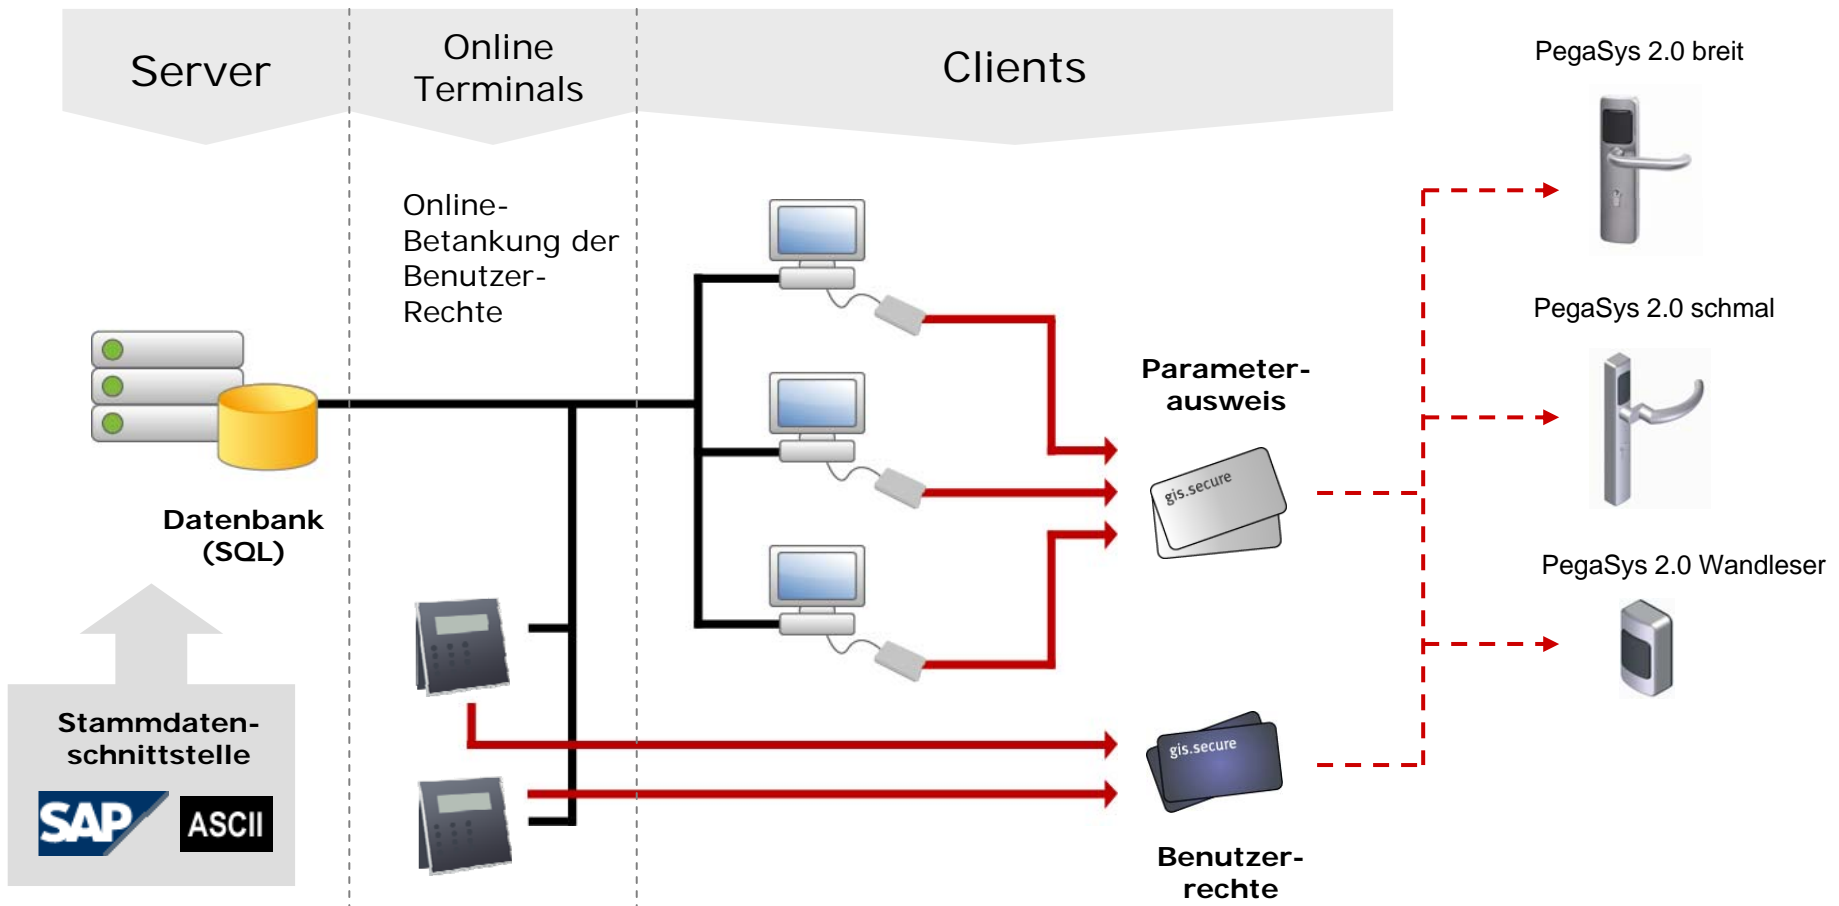 Server
Online
Terminals
Clients
PegaSys 2.0 breit
Online-
Betankung der
Benutzer-
Rechte
PegaSys 2.0 schmal
Parameter-
ausweis
gis.secure
Datenbank
(SQL)
PegaSys 2.0 Wandleser
Stammdaten-
schnittstelle
SAP
ASCII
gis.secure
Benutzer-
rechte